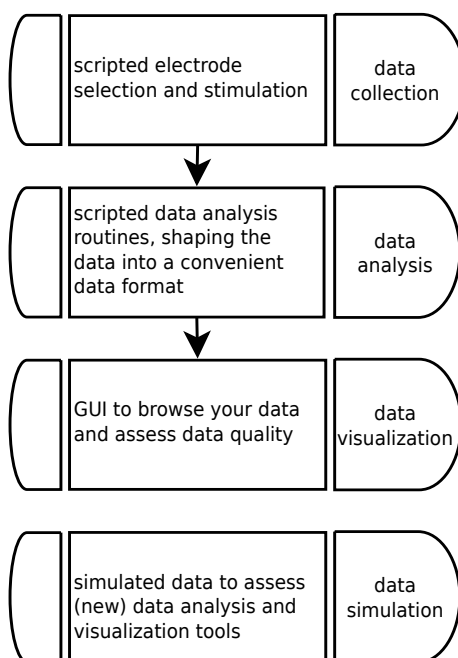 scripted electrode
selection and stimulation
data
collection
scripted data analysis
routines, shaping the
data into a convenient
data format
data
analysis
GUI to browse your data
and assess data quality
data
visualization
simulated data to assess
(new) data analysis and
visualization tools
data
simulation